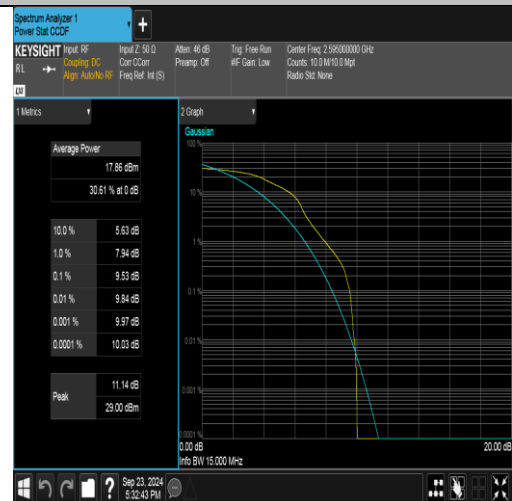 Spectrum Analyzer 1
Power Stat CCDF
KEYSIGHT
Input: RF
Input Z: 50 Ω
Atten: 46 dB
Trig: Free Run
Center Freq: 2.595000000 GHz
RL
Coupling: DC
Corr CCorr
Preamp: Off
#IF Gain: Low
Counts: 10.0 M/10.0 Mpt
Align: Auto/No RF
Freq Ref: Int (S)
Radio Std: None
LXI
1 Metrics
2 Graph
Average Power
17.86 dBm
30.61 % at 0 dB
10.0 % 5.63 dB
1.0 % 7.94 dB
0.1 % 9.53 dB
0.01 % 9.84 dB
0.001 % 9.97 dB
0.0001 % 10.03 dB
Peak
11.14 dB
29.00 dBm
Gaussian
100 %
10 %
1 %
0.1 %
0.01 %
0.001 %
0.0001 %
0.00 dB
20.00 dB
Info BW 15.000 MHz
Sep 23, 2024
5:32:43 PM